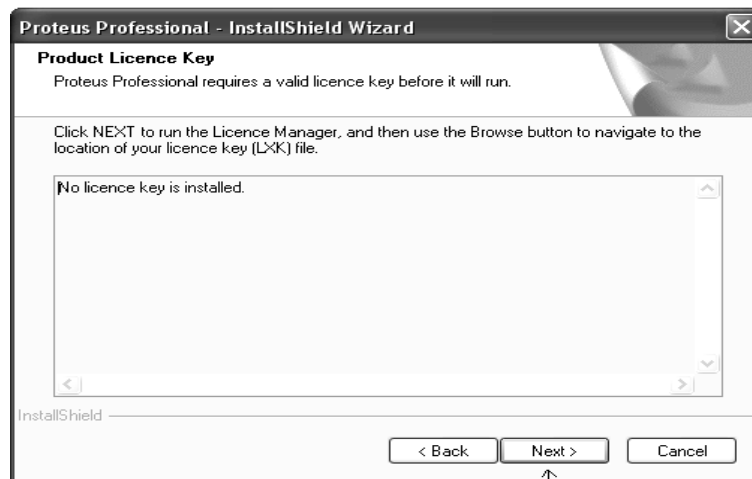 Proteus Professional - InstallShield Wizard
Product Licence Key
Proteus Professional requires a valid licence key before it will run.
Click NEXT to run the Licence Manager, and then use the Browse button to navigate to the
location of your licence key (LXK) file.
No licence key is installed.
InstallShield
< Back
Next >
Cancel